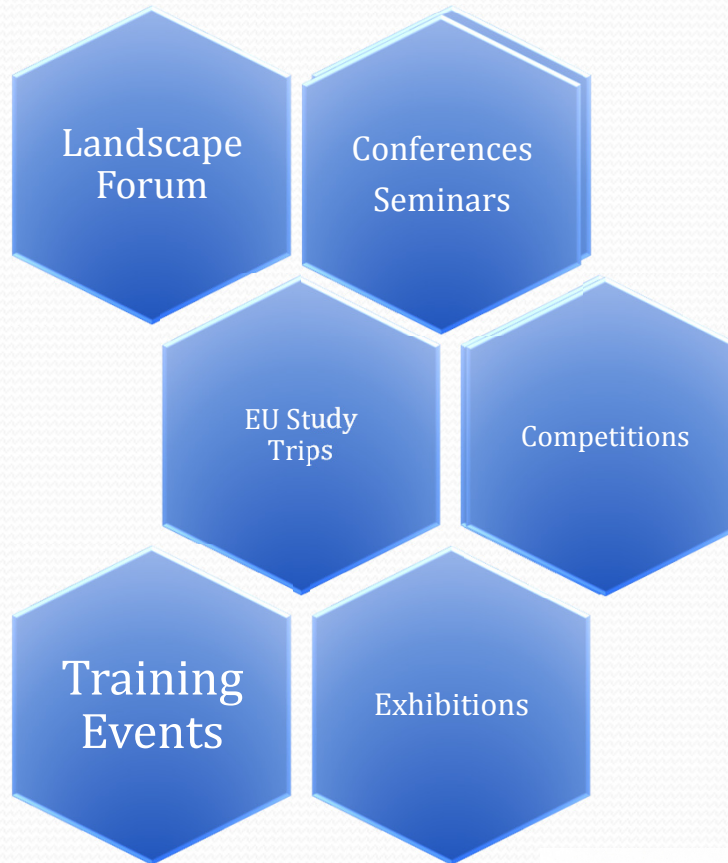 Landscape
Forum
Conferences
Seminars
EU Study
Trips
Competitions
Training
Events
Exhibitions